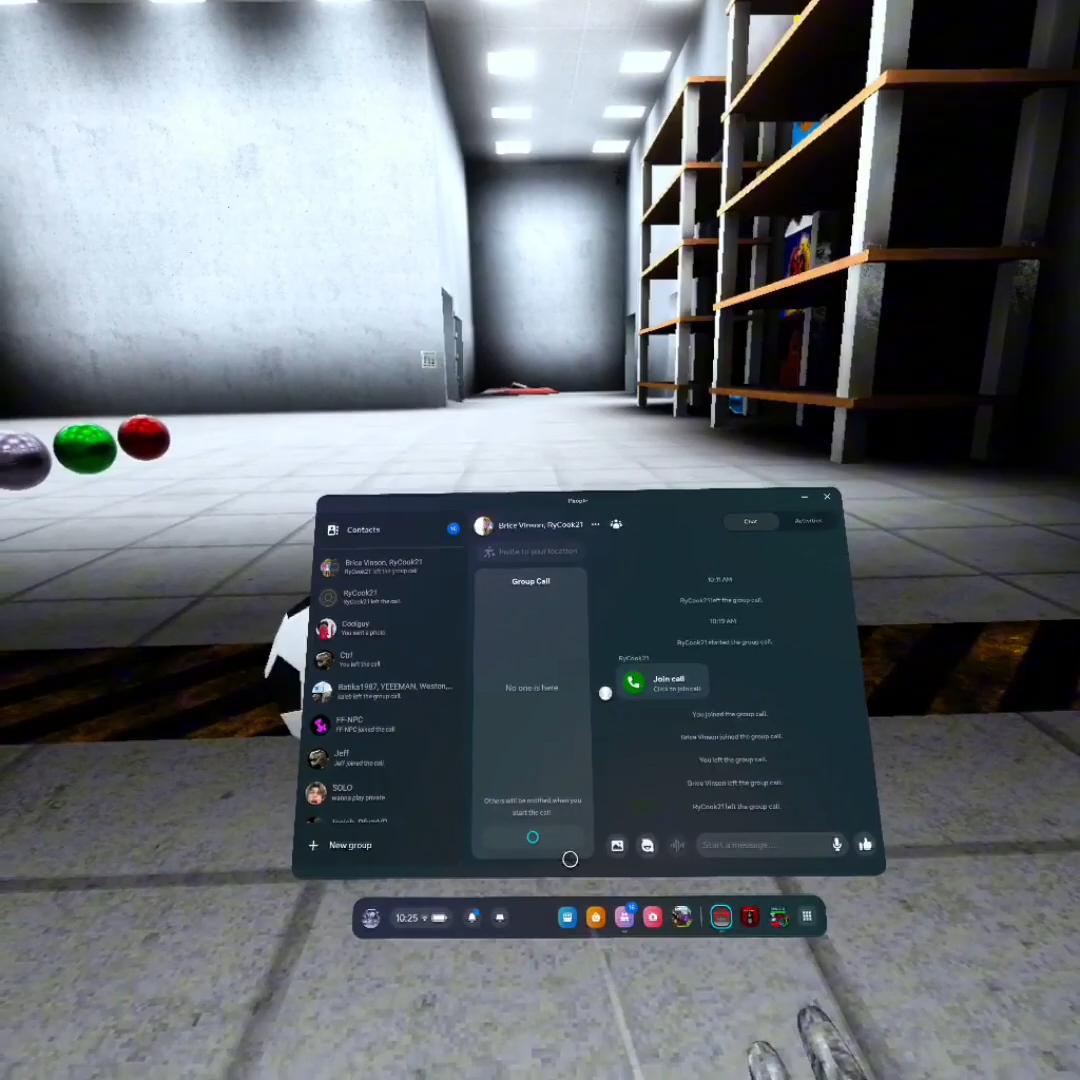 People
Contacts
Brice Vinson, RyCook21
RyCook21 left the group call.
RyCook21
RyCook21 left the call.
Coolguy
You sent a photo.
Ctrl
You left the call
Ratika1987, YEEEMAN, Weston,...
left the group call.
FF-NPC
FF-NPC joined the call
Jeff
Jeff joined the call.
SOLO
wanna play private
New group
Brice Vinson, RyCook21
Invite to your location
Group Call
No one is here
Others will be notified when you
start the call
Chat
Activities
10:11 AM
RyCook21 left the group call.
10:19 AM
RyCook21 started the group call.
RyCook21
Join call
Click to join call
You joined the group call.
Brice Vinson joined the group call.
You left the group call.
Brice Vinson left the group call.
RyCook21 left the group call.
Start a message...
10:25